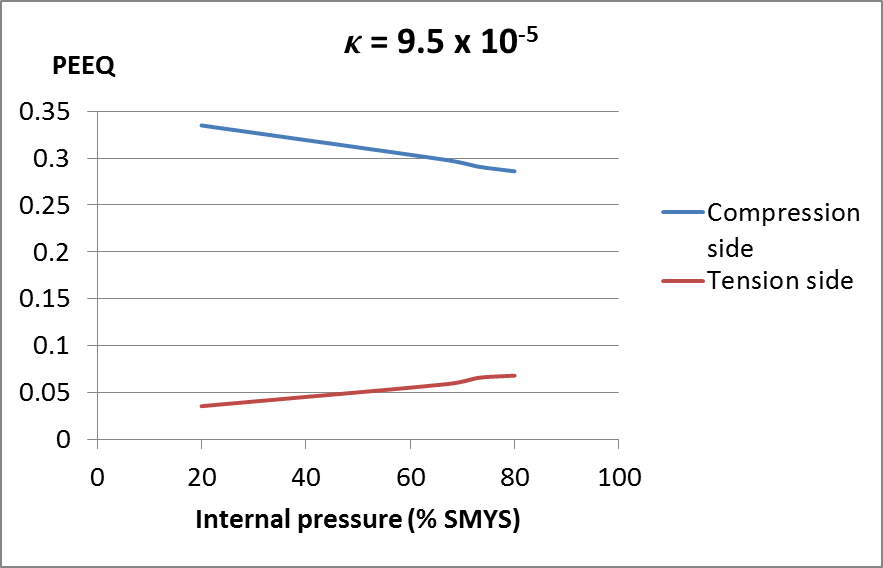 κ = 9.5 x 10⁻⁵
PEEQ
0.35
0.3
0.25
0.2
0.15
0.1
0.05
0
0 20 40 60 80 100
Internal pressure (% SMYS)
Compression
side
Tension side